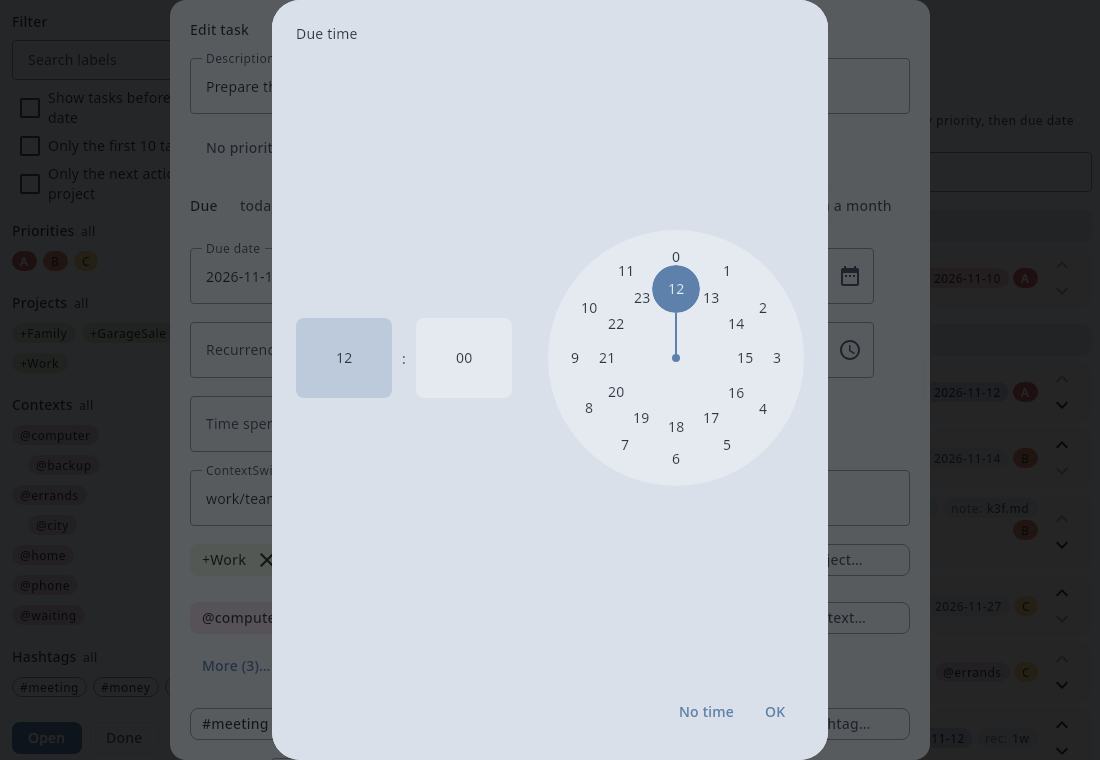 Filter
Search labels
Show tasks before
date
Only the first 10 ta
Only the next actic
project
Priorities all
A B C
Projects all
+Family +GarageSale
+Work
Contexts all
@computer
@backup
@errands
@city
@home
@phone
@waiting
Hashtags all
#meeting #money
Open Done
Edit task
Description
Prepare th
No priorit
Due toda
a month
Due date
2026-11-1
Recurrenc
Time sper
ContextSwi
work/tear
+Work
ject...
@compute
text...
More (3)...
#meeting
htag...
Due time
12 : 00
0
11 1
12
23 13
10 2
22 14
9 21 15 3
20 16
8 4
19 17
18
7 5
6
No time OK
priority, then due date
2026-11-10 A
2026-11-12 A
2026-11-14 B
note: k3f.md
B
2026-11-27 C
@errands C
11-12 rec: 1w